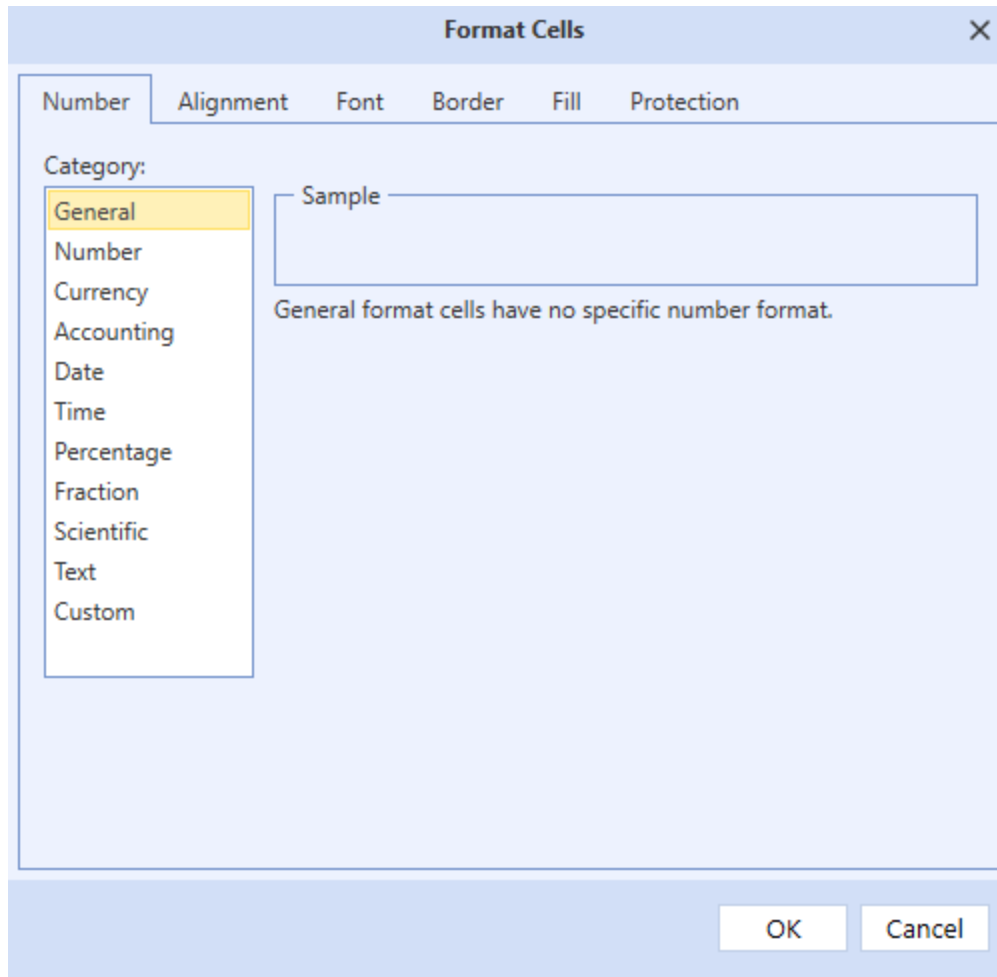 Format Cells
Number Alignment Font Border Fill Protection
Category:
General
Number
Currency
Accounting
Date
Time
Percentage
Fraction
Scientific
Text
Custom
Sample
General format cells have no specific number format.
OK Cancel